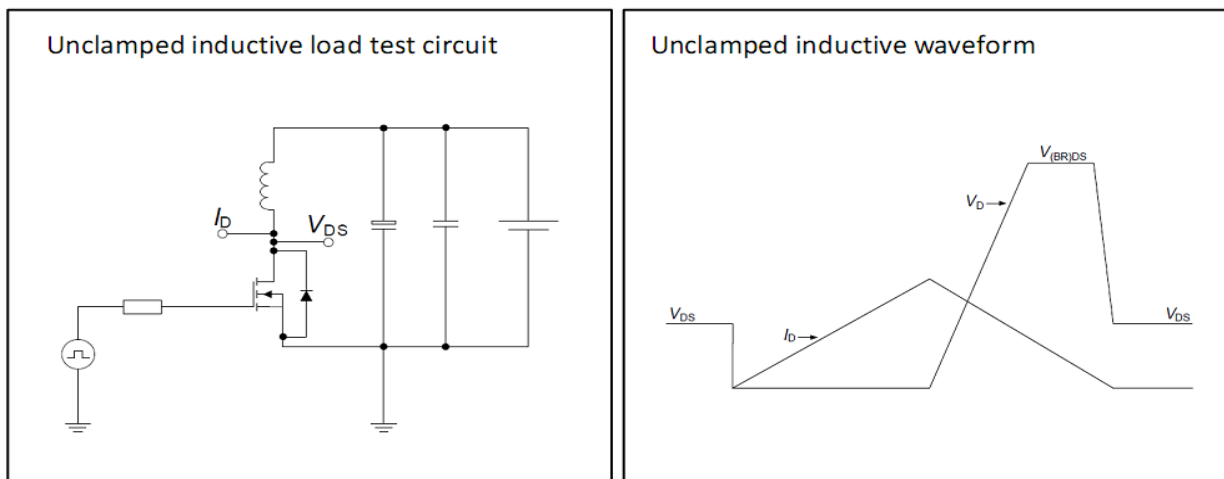 Unclamped inductive load test circuit
I_D
V_DS
Unclamped inductive waveform
V_(BR)DS
V_D
V_DS
V_DS
I_D